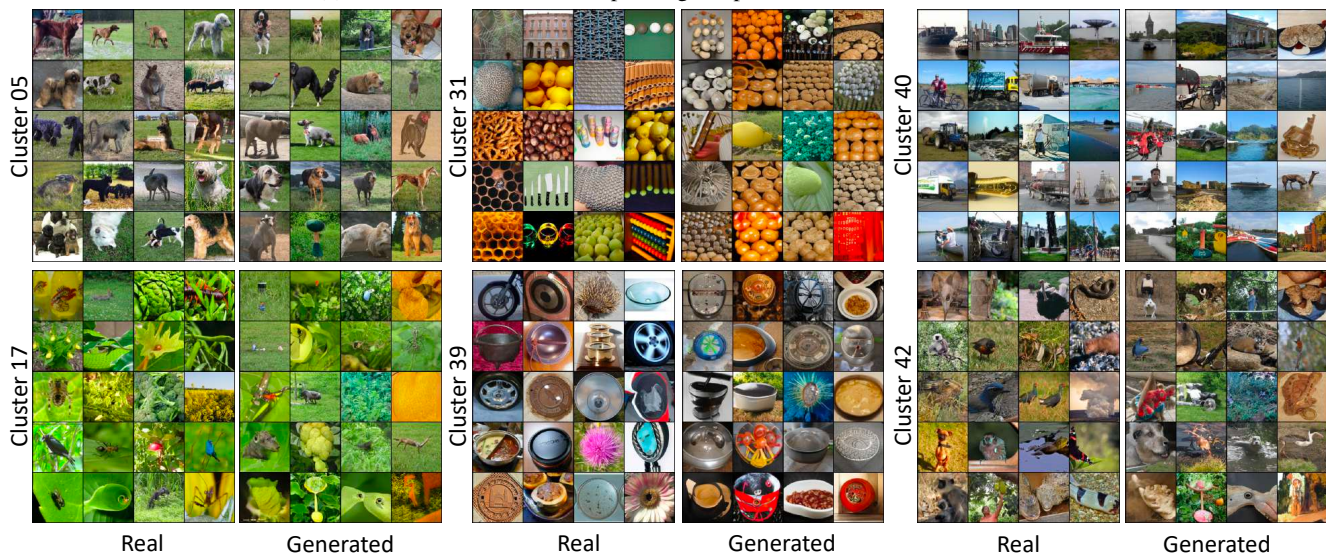 Cluster 05
Cluster 31
Cluster 40
Cluster 17
Cluster 39
Cluster 42
Real
Generated
Real
Generated
Real
Generated